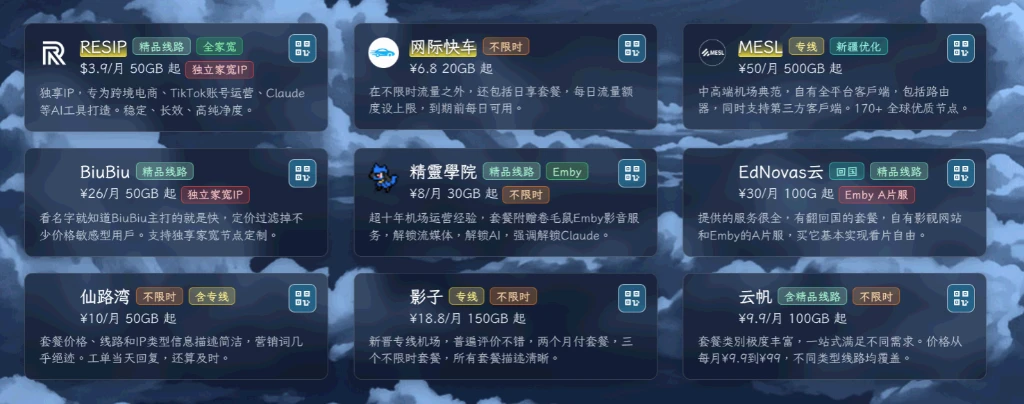 RESIP 精品线路 全家宽
$3.9/月 50GB 起 独立家宽IP
独享IP，专为跨境电商、TikTok账号运营、Claude
等AI工具打造。稳定、长效、高纯净度。
网际快车 不限时
¥6.8 20GB 起
在不限时流量之外，还包括日享套餐，每日流量额
度设上限，到期前每日可用。
MESL
MESL 专线 新疆优化
¥50/月 500GB 起
中高端机场典范，自有全平台客戶端，包括路由
器，同时支持第三方客戶端。170+ 全球优质节点。
BiuBiu 精品线路
¥26/月 50GB 起 独立家宽IP
看名字就知道BiuBiu主打的就是快，定价过滤掉不
少价格敏感型用戶。支持独享家宽节点定制。
精靈學院 精品线路 Emby
¥8/月 30GB 起 不限时
超十年机场运营经验，套餐附赠卷毛鼠Emby影音服
务，解锁流媒体，解锁AI，强调解锁Claude。
EdNovas云 回国 精品线路
¥30/月 100G 起 Emby A片服
提供的服务很全，有翻回国的套餐，自有影视网站
和Emby的A片服，买它基本实现看片自由。
仙路湾 不限时 含专线
¥10/月 50GB 起
套餐价格、线路和IP类型信息描述简洁，营销词几
乎绝迹。工单当天回复，还算及时。
影子 专线 不限时
¥18.8/月 150GB 起
新晋专线机场，普遍评价不错，两个月付套餐，三
个不限时套餐，所有套餐描述清晰。
云帆 含精品线路 不限时
¥9.9/月 100GB 起
套餐类别极度丰富，一站式满足不同需求。价格从
每月¥9.9到¥99，不同类型线路均覆盖。